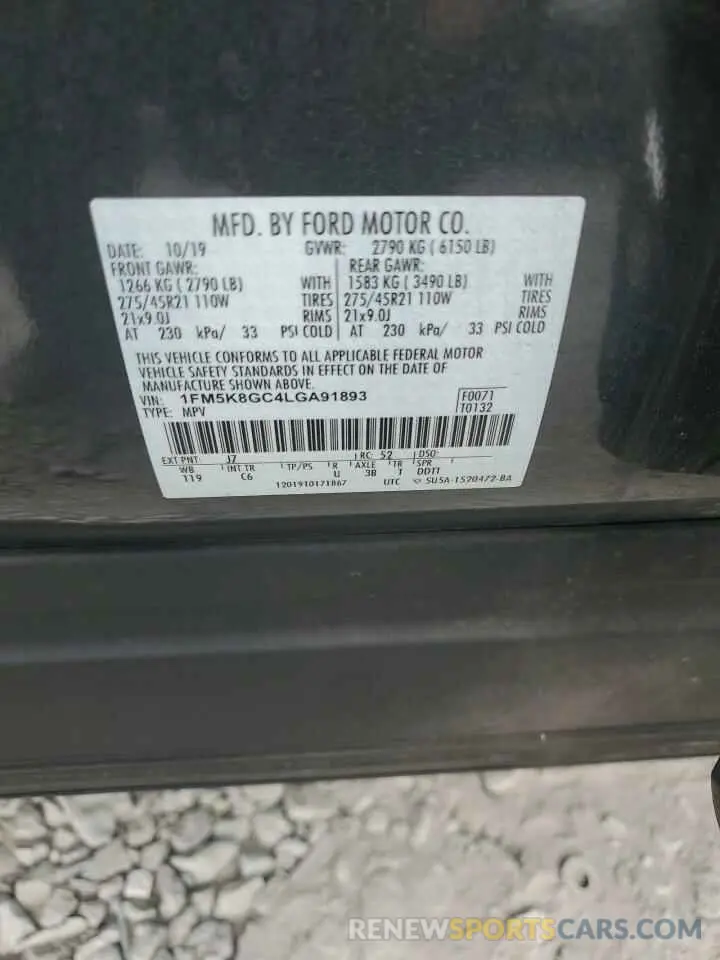 MFD. BY FORD MOTOR CO.
DATE: 10/19 GVWR: 2790 KG ( 6150 LB)
FRONT GAWR: REAR GAWR:
1266 KG ( 2790 LB) WITH 1583 KG ( 3490 LB) WITH
275/45R21 110W TIRES 275/45R21 110W TIRES
21x9.0J RIMS 21x9.0J RIMS
AT 230 kPa/ 33 PSI COLD AT 230 kPa/ 33 PSI COLD
THIS VEHICLE CONFORMS TO ALL APPLICABLE FEDERAL MOTOR
VEHICLE SAFETY STANDARDS IN EFFECT ON THE DATE OF
MANUFACTURE SHOWN ABOVE.
VIN: 1FM5K8GC4LGA91893 F0071
TYPE: MPV T0132
EXT PNT: J7 RC: 52 DSO:
WB INT TR TP/PS R AXLE TR SPR
119 C6 U 3B T DDTT
1201910171867 UTC SU5A-1520472-BA
RENEWSPORTSCARS.COM